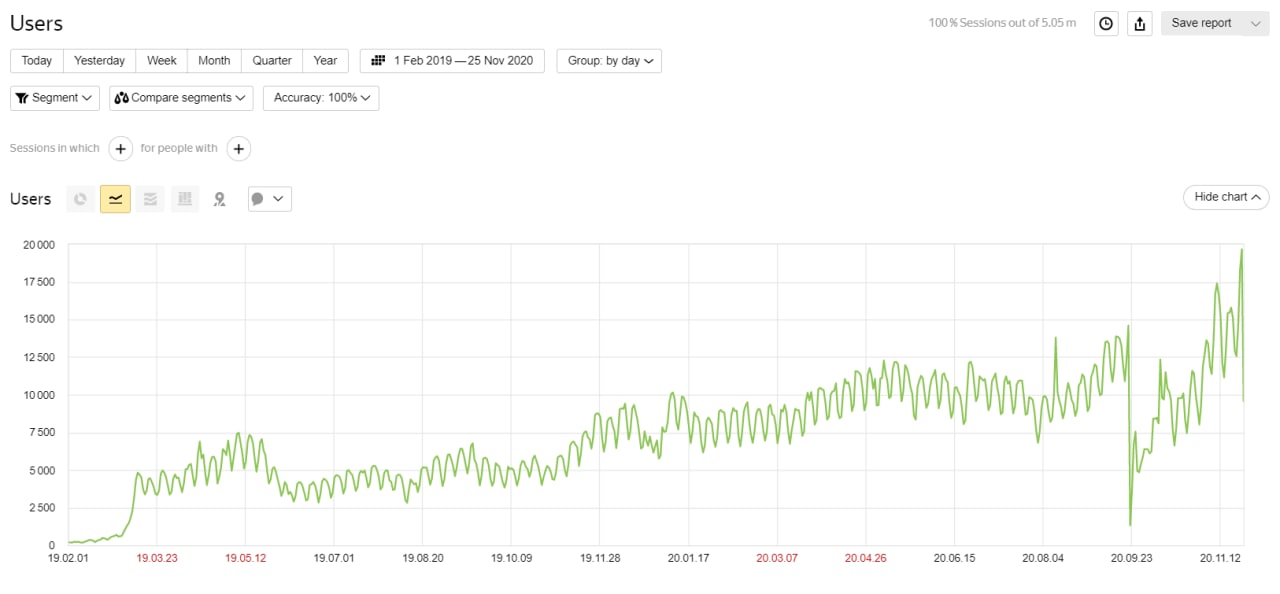 Users
100 % Sessions out of 5.05 m
Save report
Today Yesterday Week Month Quarter Year 1 Feb 2019 — 25 Nov 2020 Group: by day
Segment Compare segments Accuracy: 100%
Sessions in which + for people with +
Users
Hide chart
20 000
17 500
15 000
12 500
10 000
7 500
5 000
2 500
0
19.02.01 19.03.23 19.05.12 19.07.01 19.08.20 19.10.09 19.11.28 20.01.17 20.03.07 20.04.26 20.06.15 20.08.04 20.09.23 20.11.12